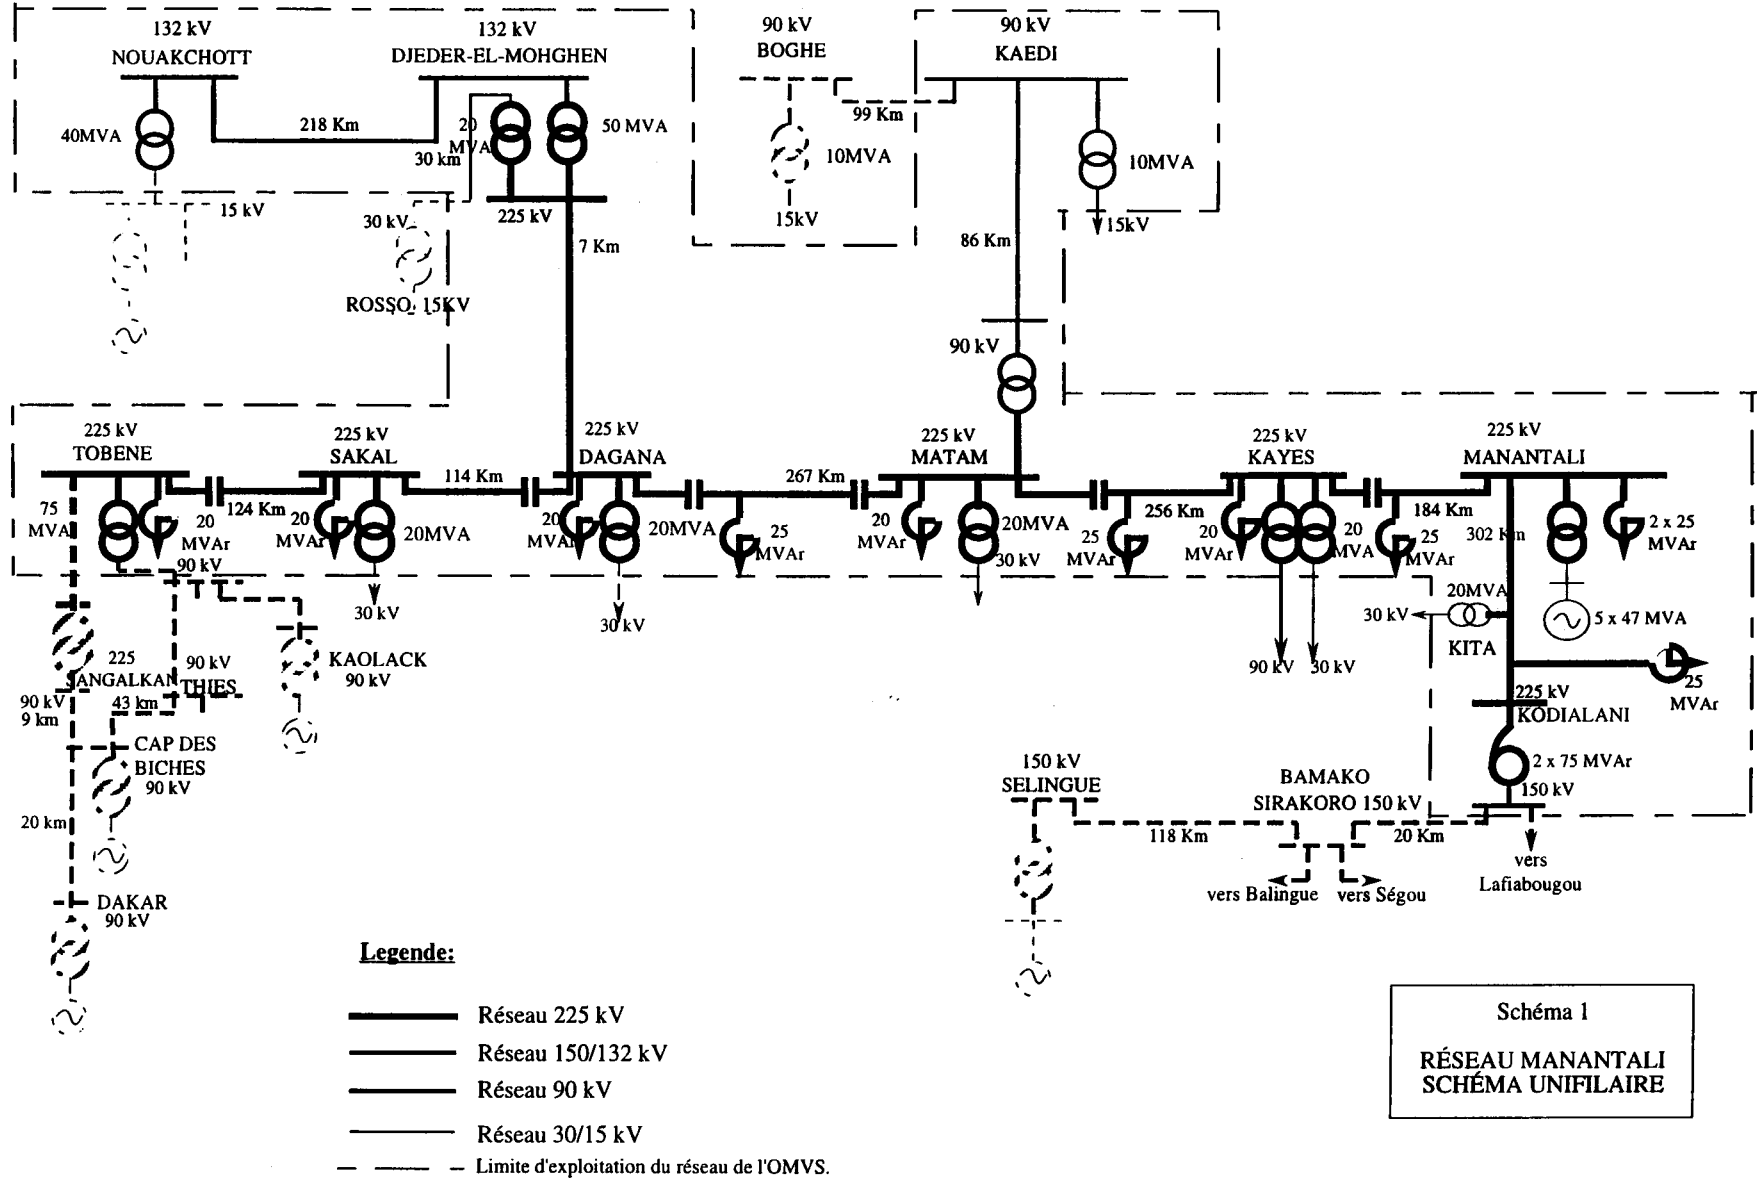 132 kV
NOUAKCHOTT
132 kV
DJEDER-EL-MOHGHEN
90 kV
BOGHE
90 kV
KAEDI
40MVA
218 Km
20
MVA
30 km
50 MVA
99 Km
10MVA
10MVA
15 kV
30 kV
225 kV
15kV
15kV
7 Km
86 Km
ROSSO 15KV
90 kV
225 kV
TOBENE
225 kV
SAKAL
225 kV
DAGANA
225 kV
MATAM
225 kV
KAYES
225 kV
MANANTALI
114 Km
267 Km
75
MVA
124 Km
20
MVAr
20
MVAr
20MVA
20
MVAr
20MVA
25
MVAr
20
MVAr
20MVA
30 kV
25
MVAr
256 Km
20
MVAr
20
MVA
184 Km
25
MVAr
302 Km
2 x 25
MVAr
90 kV
30 kV
30 kV
20MVA
30 kV
KITA
5 x 47 MVA
225
SANGALKAN
90 kV
THIES
KAOLACK
90 kV
90 kV
30 kV
90 kV
9 km
43 km
25
MVAr
225 kV
KODIALANI
CAP DES
BICHES
90 kV
150 kV
SELINGUE
BAMAKO
SIRAKORO 150 kV
2 x 75 MVAr
150 kV
20 km
118 Km
20 Km
vers
Lafiabougou
vers Balingue
vers Ségou
DAKAR
90 kV
Legende:
Réseau 225 kV
Réseau 150/132 kV
Réseau 90 kV
Réseau 30/15 kV
Limite d'exploitation du réseau de l'OMVS.
Schéma 1
RÉSEAU MANANTALI
SCHÉMA UNIFILAIRE